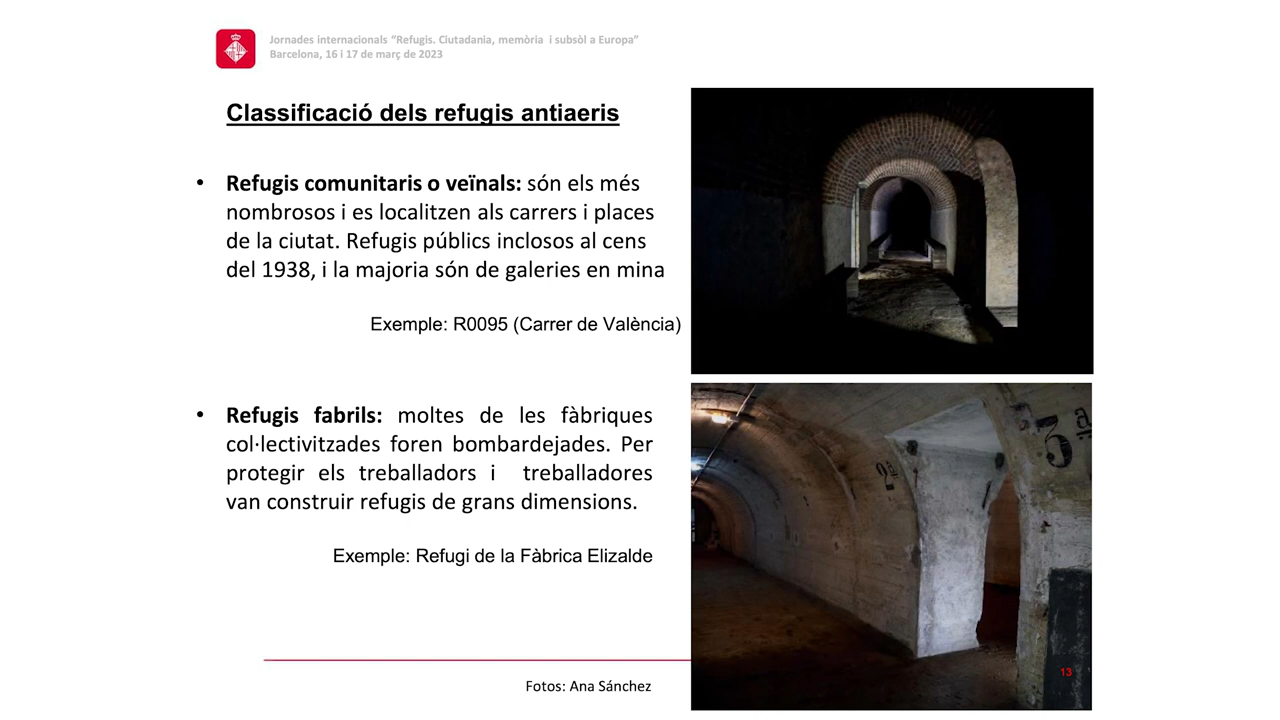 Jornades internacionals “Refugis. Ciutadania, memòria i subsòl a Europa”
Barcelona, 16 i 17 de març de 2023
Classificació dels refugis antiaeris
• Refugis comunitaris o veïnals: són els més
nombrosos i es localitzen als carrers i places
de la ciutat. Refugis públics inclosos al cens
del 1938, i la majoria són de galeries en mina
Exemple: R0095 (Carrer de València)
• Refugis fabrils: moltes de les fàbriques
col·lectivitzades foren bombardejades. Per
protegir els treballadors i treballadores
van construir refugis de grans dimensions.
Exemple: Refugi de la Fàbrica Elizalde
2ª
3ª
13
Fotos: Ana Sánchez